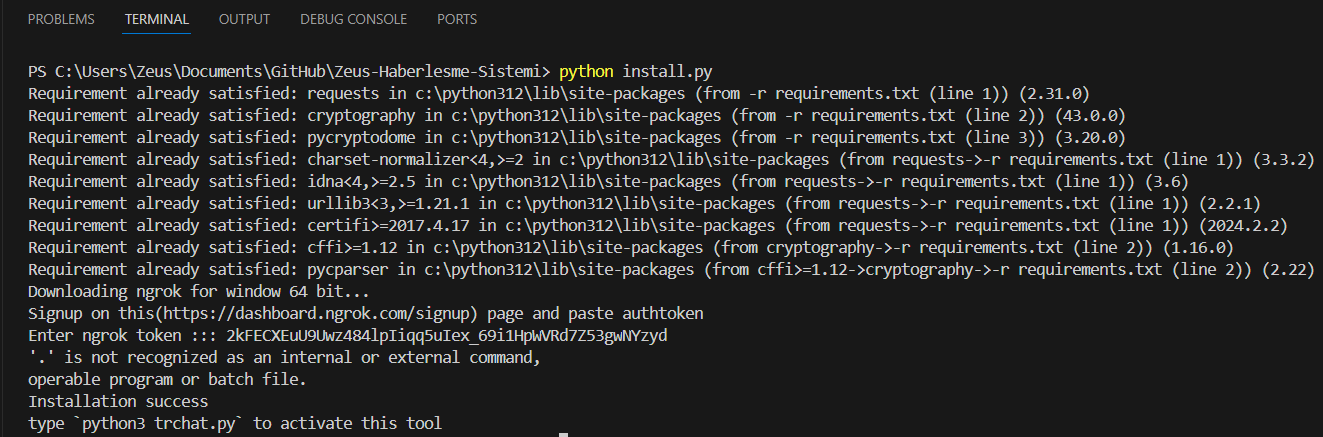 PROBLEMS TERMINAL OUTPUT DEBUG CONSOLE PORTS
PS C:\Users\Zeus\Documents\GitHub\Zeus-Haberlesme-Sistemi> python install.py
Requirement already satisfied: requests in c:\python312\lib\site-packages (from -r requirements.txt (line 1)) (2.31.0)
Requirement already satisfied: cryptography in c:\python312\lib\site-packages (from -r requirements.txt (line 2)) (43.0.0)
Requirement already satisfied: pycryptodome in c:\python312\lib\site-packages (from -r requirements.txt (line 3)) (3.20.0)
Requirement already satisfied: charset-normalizer<4,>=2 in c:\python312\lib\site-packages (from requests->-r requirements.txt (line 1)) (3.3.2)
Requirement already satisfied: idna<4,>=2.5 in c:\python312\lib\site-packages (from requests->-r requirements.txt (line 1)) (3.6)
Requirement already satisfied: urllib3<3,>=1.21.1 in c:\python312\lib\site-packages (from requests->-r requirements.txt (line 1)) (2.2.1)
Requirement already satisfied: certifi>=2017.4.17 in c:\python312\lib\site-packages (from requests->-r requirements.txt (line 1)) (2024.2.2)
Requirement already satisfied: cffi>=1.12 in c:\python312\lib\site-packages (from cryptography->-r requirements.txt (line 2)) (1.16.0)
Requirement already satisfied: pycparser in c:\python312\lib\site-packages (from cffi>=1.12->cryptography->-r requirements.txt (line 2)) (2.22)
Downloading ngrok for window 64 bit...
Signup on this(https://dashboard.ngrok.com/signup) page and paste authtoken
Enter ngrok token ::: 2kFECXEuU9Uwz484lpIiqq5uIex_69i1HpWVRd7Z53gwNYzyd
'.' is not recognized as an internal or external command,
operable program or batch file.
Installation success
type `python3 trchat.py` to activate this tool